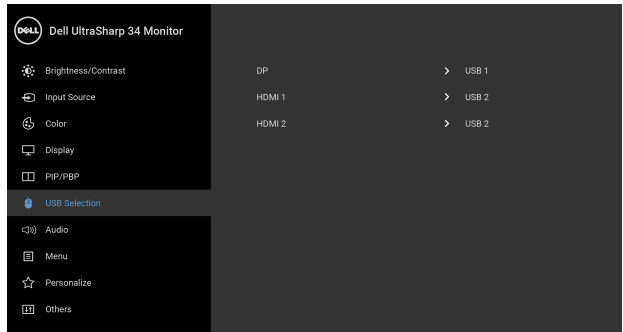 DELL Dell UltraSharp 34 Monitor
Brightness/Contrast
DP USB 1
Input Source
HDMI 1 USB 2
Color
HDMI 2 USB 2
Display
PIP/PBP
USB Selection
Audio
Menu
Personalize
Others